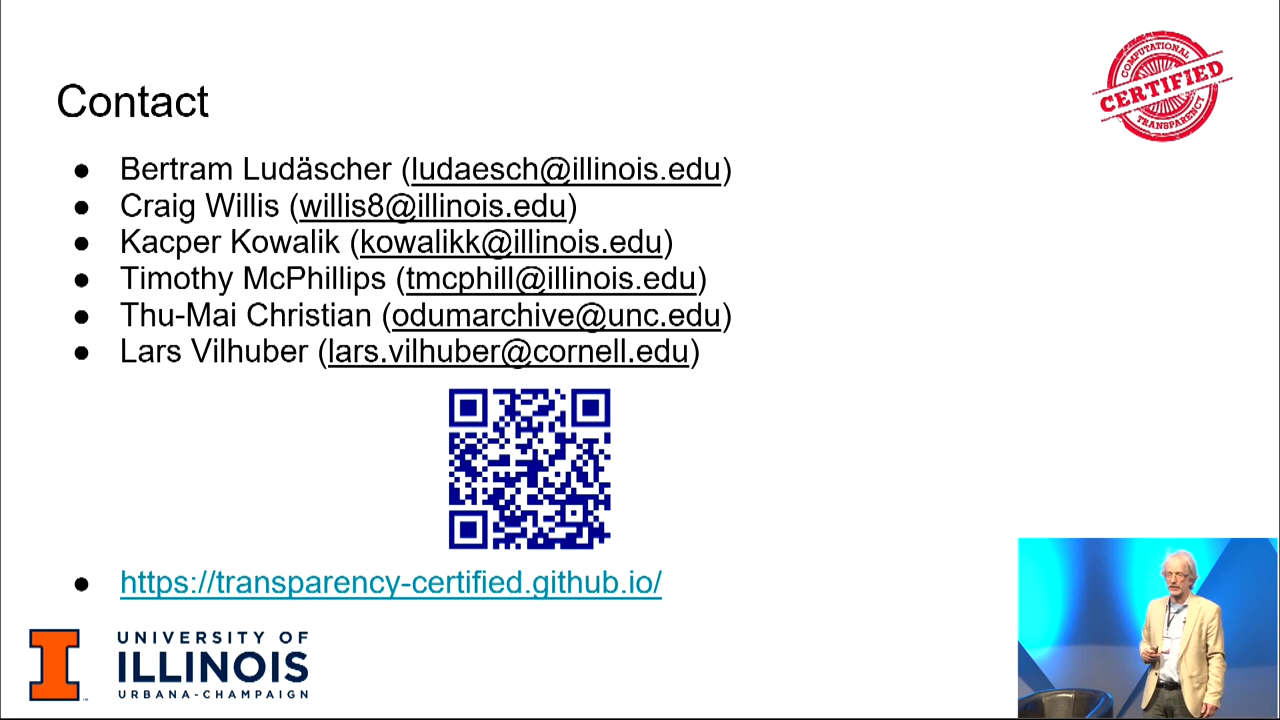 COMPUTATIONAL
CERTIFIED
TRANSPARENCY
Contact
● Bertram Ludäscher (ludaesch@illinois.edu)
● Craig Willis (willis8@illinois.edu)
● Kacper Kowalik (kowalikk@illinois.edu)
● Timothy McPhillips (tmcphill@illinois.edu)
● Thu-Mai Christian (odumarchive@unc.edu)
● Lars Vilhuber (lars.vilhuber@cornell.edu)
● https://transparency-certified.github.io/
UNIVERSITY OF
ILLINOIS
URBANA-CHAMPAIGN